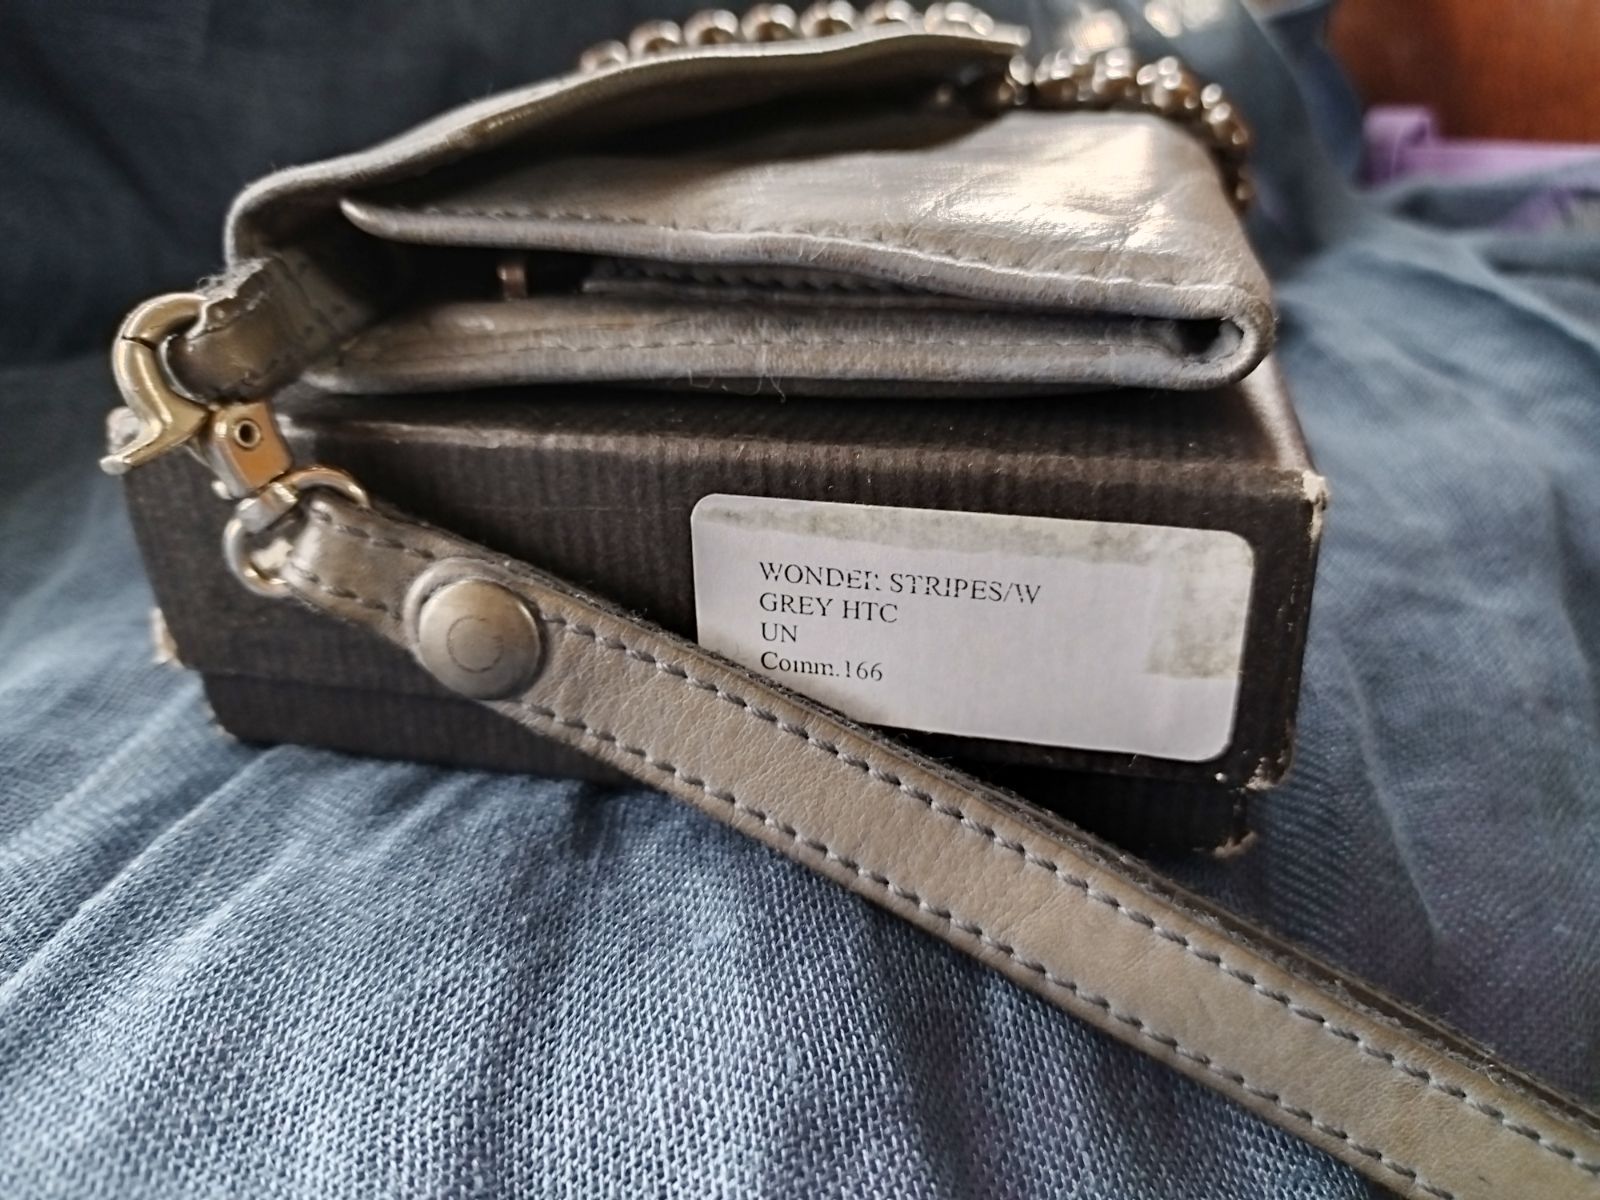 WONDER STRIPES/W
GREY HTC
UN
Comm.166